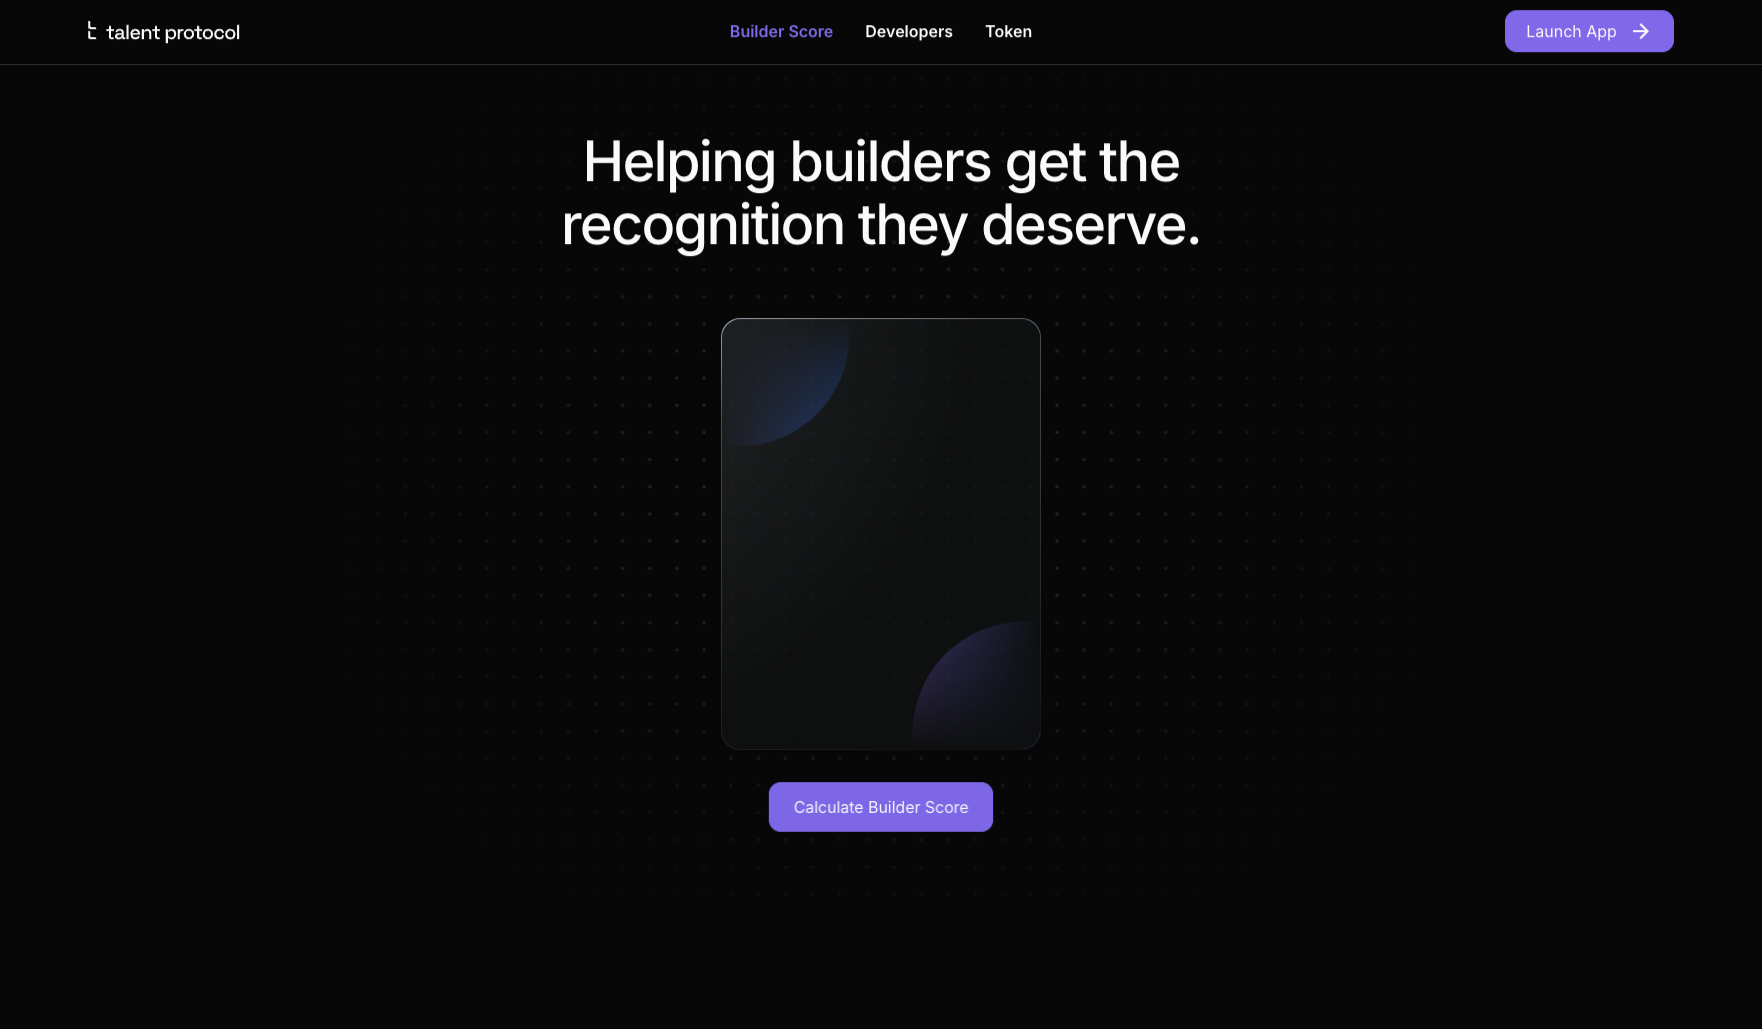 talent protocol
Builder Score
Developers
Token
Launch App
Helping builders get the
recognition they deserve.
Calculate Builder Score